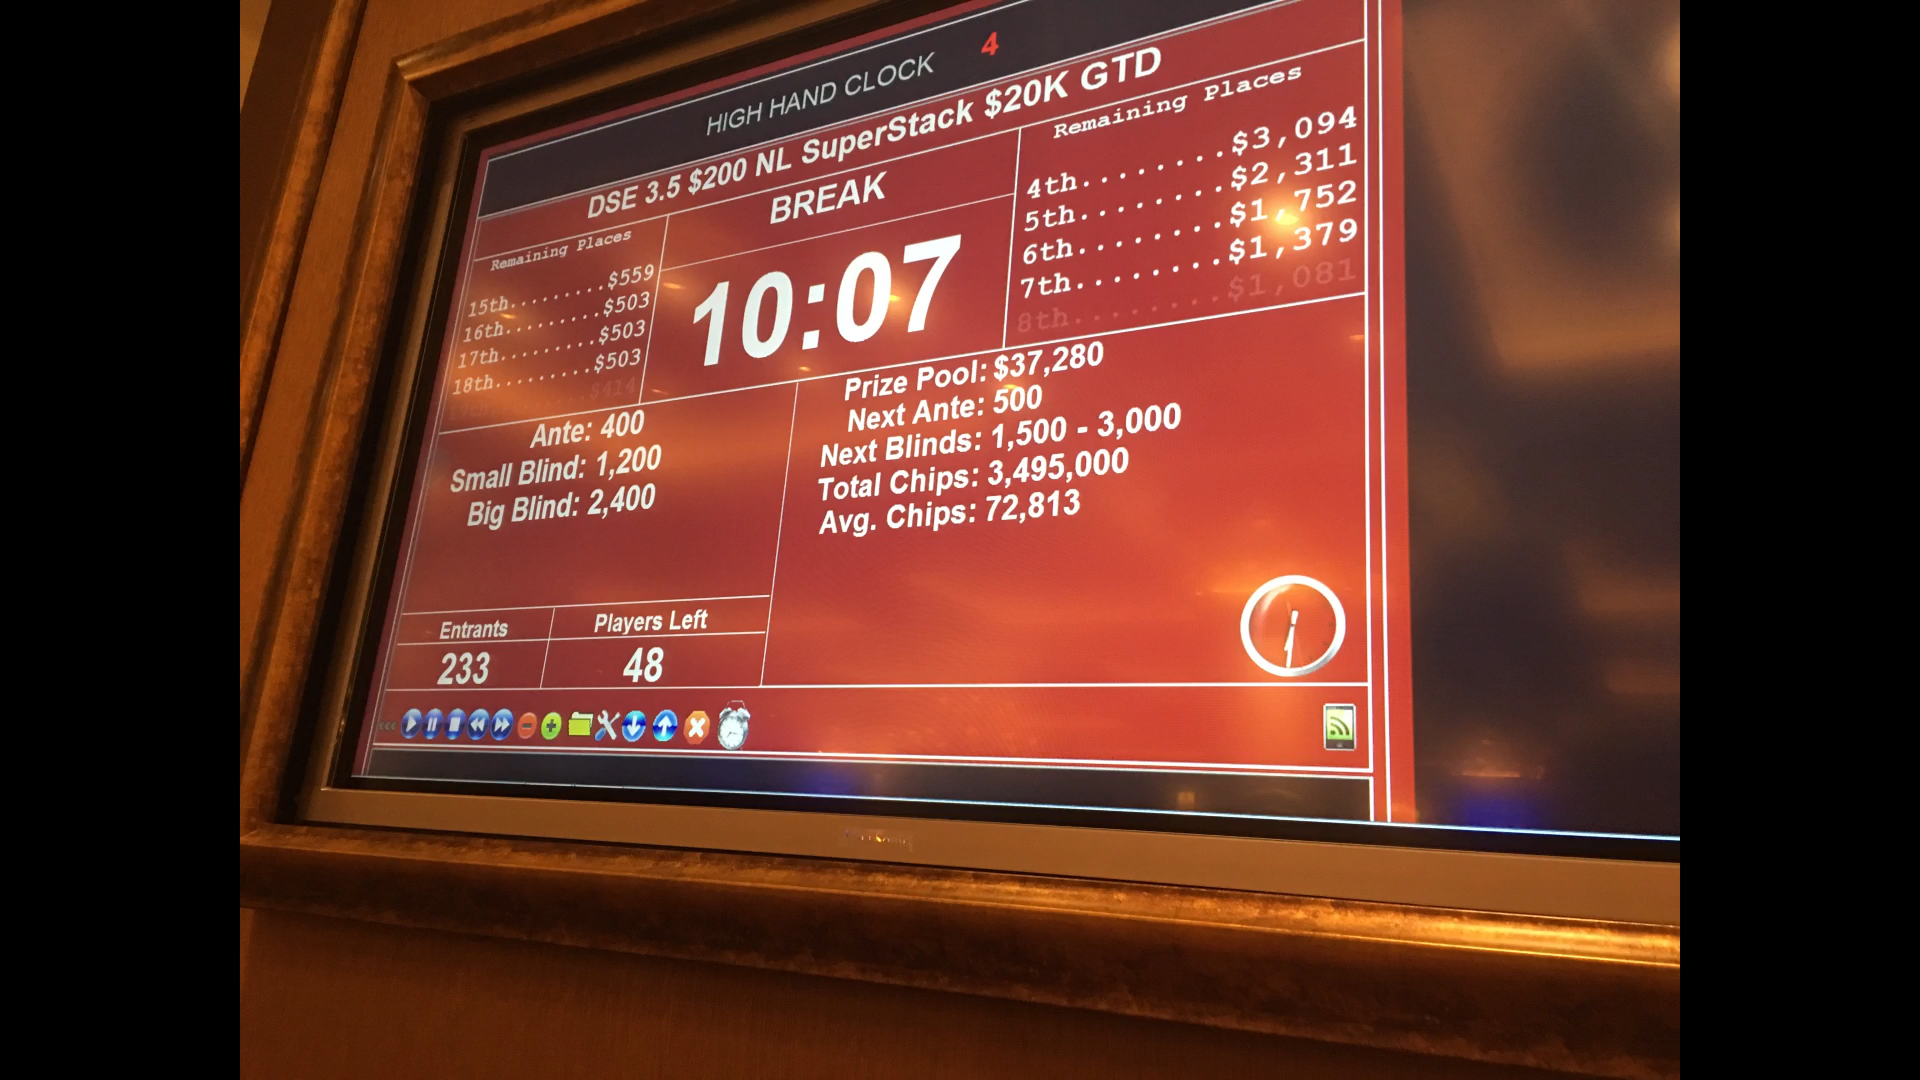 HIGH HAND CLOCK 4
DSE 3.5 $200 NL SuperStack $20K GTD
Remaining Places
15th.........$559
16th.........$503
17th.........$503
18th.........$503
$414
BREAK
10:07
Remaining Places
4th........$3,094
5th........$2,311
6th........$1,752
7th........$1,379
8th........$1,081
Ante: 400
Small Blind: 1,200
Big Blind: 2,400
Prize Pool: $37,280
Next Ante: 500
Next Blinds: 1,500 - 3,000
Total Chips: 3,495,000
Avg. Chips: 72,813
Entrants
233
Players Left
48
<<<